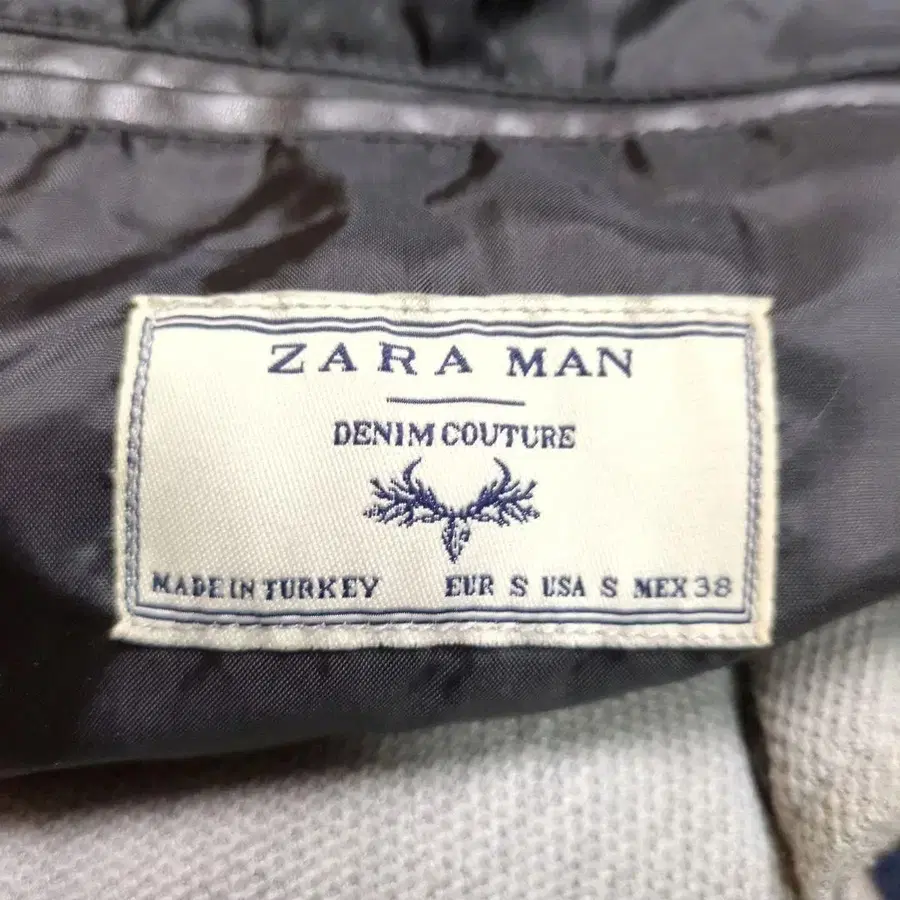 ZARA MAN
DENIM COUTURE
MADE IN TURKEY EUR S USA S MEX 38